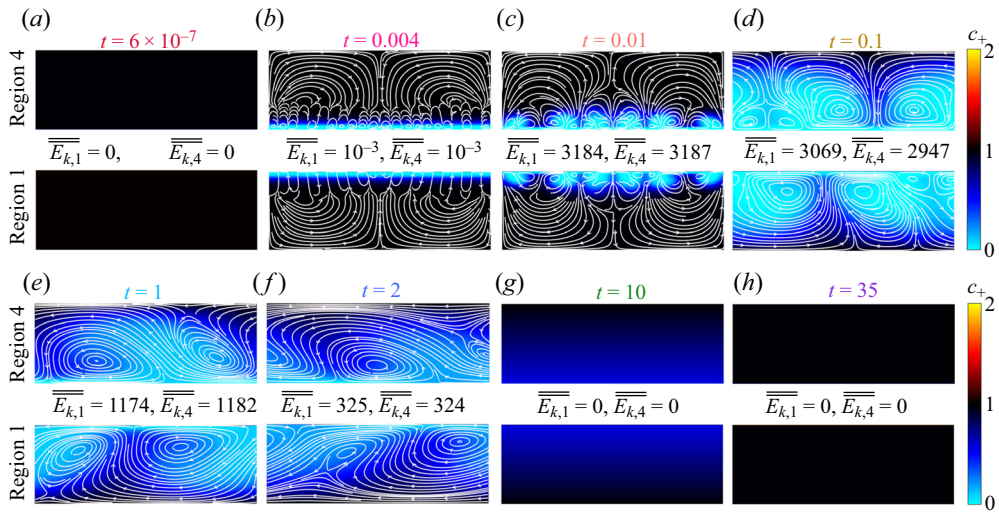 (a) (b) (c) (d)
t = 6 × 10⁻⁷ t = 0.004 t = 0.01 t = 0.1 c₊
2
Region 4
1
E̿ₖ,₁ = 0, E̿ₖ,₄ = 0 E̿ₖ,₁ = 10⁻³, E̿ₖ,₄ = 10⁻³ E̿ₖ,₁ = 3184, E̿ₖ,₄ = 3187 E̿ₖ,₁ = 3069, E̿ₖ,₄ = 2947
Region 1
0
(e) (f) (g) (h)
t = 1 t = 2 t = 10 t = 35 c₊
2
Region 4
1
E̿ₖ,₁ = 1174, E̿ₖ,₄ = 1182 E̿ₖ,₁ = 325, E̿ₖ,₄ = 324 E̿ₖ,₁ = 0, E̿ₖ,₄ = 0 E̿ₖ,₁ = 0, E̿ₖ,₄ = 0
Region 1
0